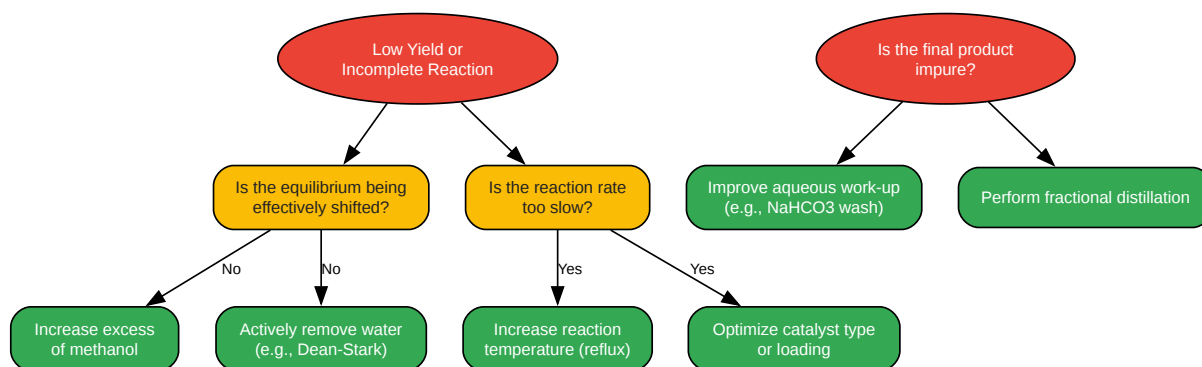 Low Yield or
Incomplete Reaction
Is the final product
impure?
Is the equilibrium being
effectively shifted?
Is the reaction rate
too slow?
Improve aqueous work-up
(e.g., NaHCO3 wash)
Perform fractional distillation
No
No
Yes
Yes
Increase excess
of methanol
Actively remove water
(e.g., Dean-Stark)
Increase reaction
temperature (reflux)
Optimize catalyst type
or loading